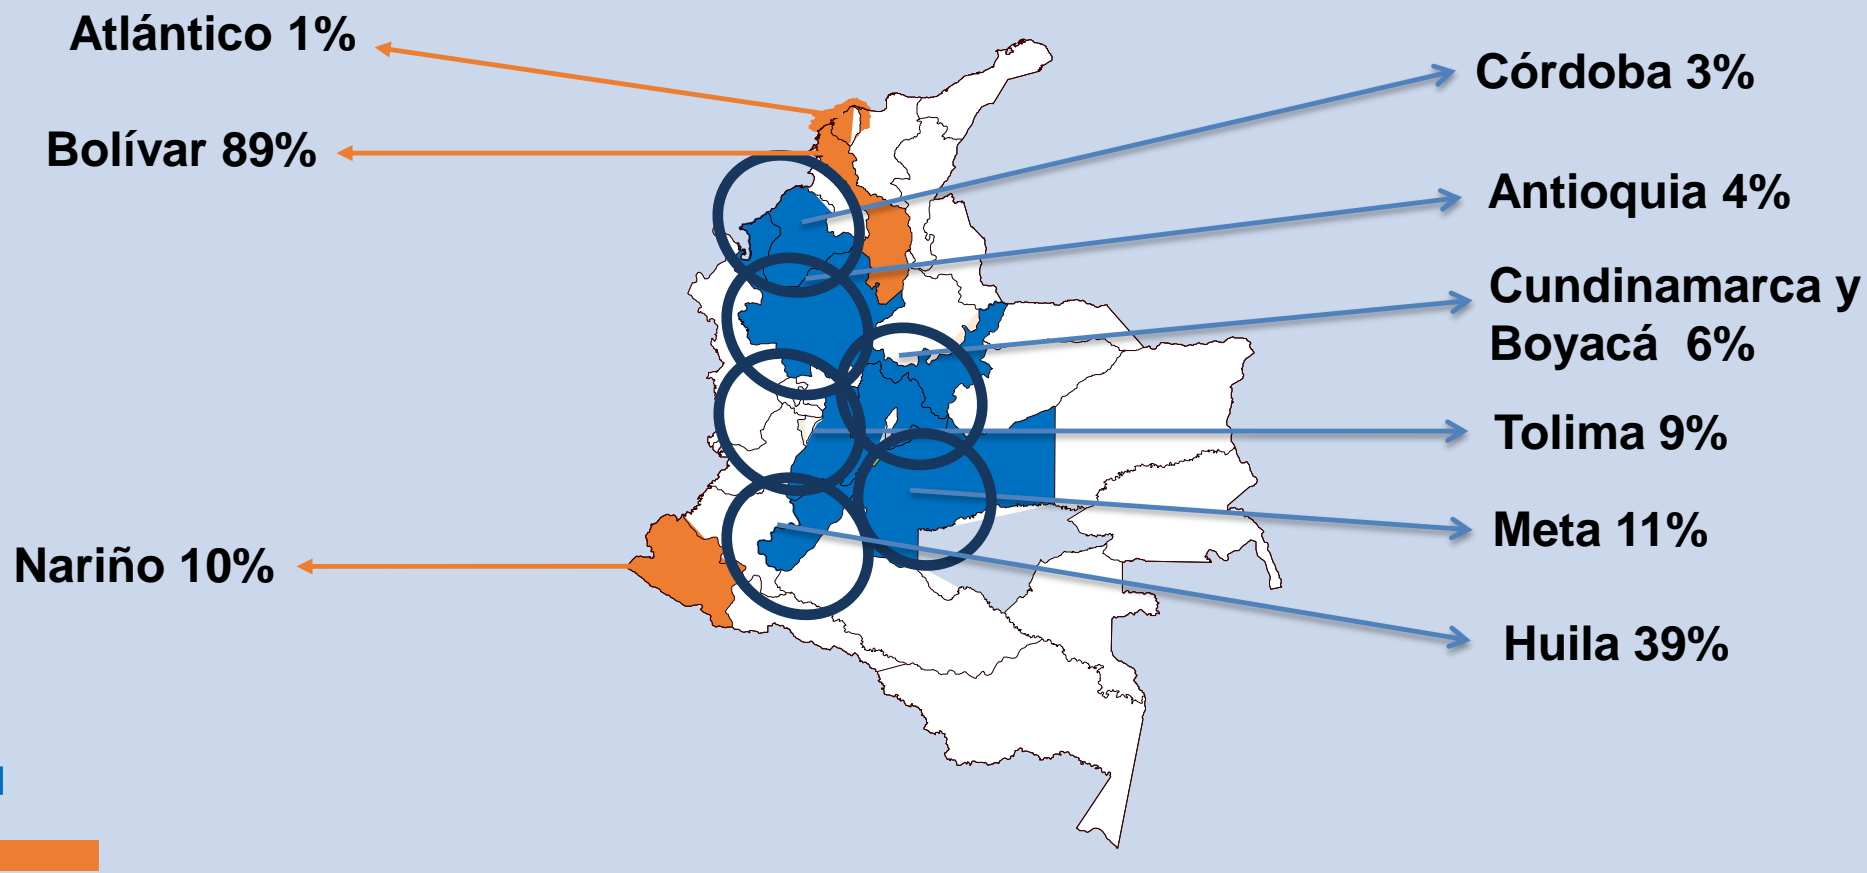 Atlántico 1%
Bolívar 89%
Nariño 10%
Córdoba 3%
Antioquia 4%
Cundinamarca y
Boyacá 6%
Tolima 9%
Meta 11%
Huila 39%